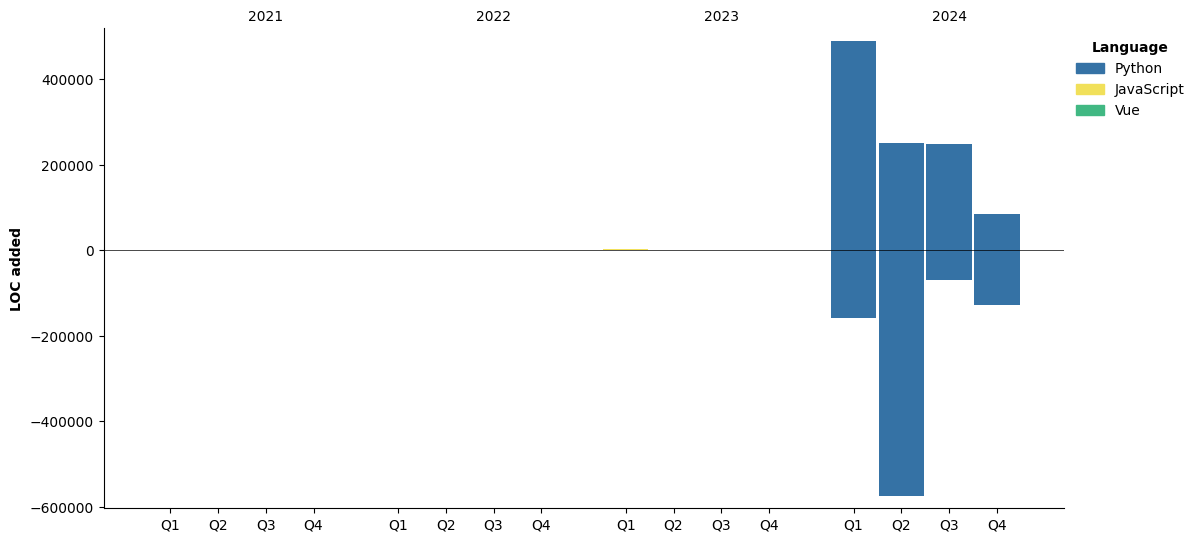 2021 2022 2023 2024
Language
Python
JavaScript
Vue
400000
200000
0
−200000
−400000
−600000
LOC added
Q1 Q2 Q3 Q4 Q1 Q2 Q3 Q4 Q1 Q2 Q3 Q4 Q1 Q2 Q3 Q4